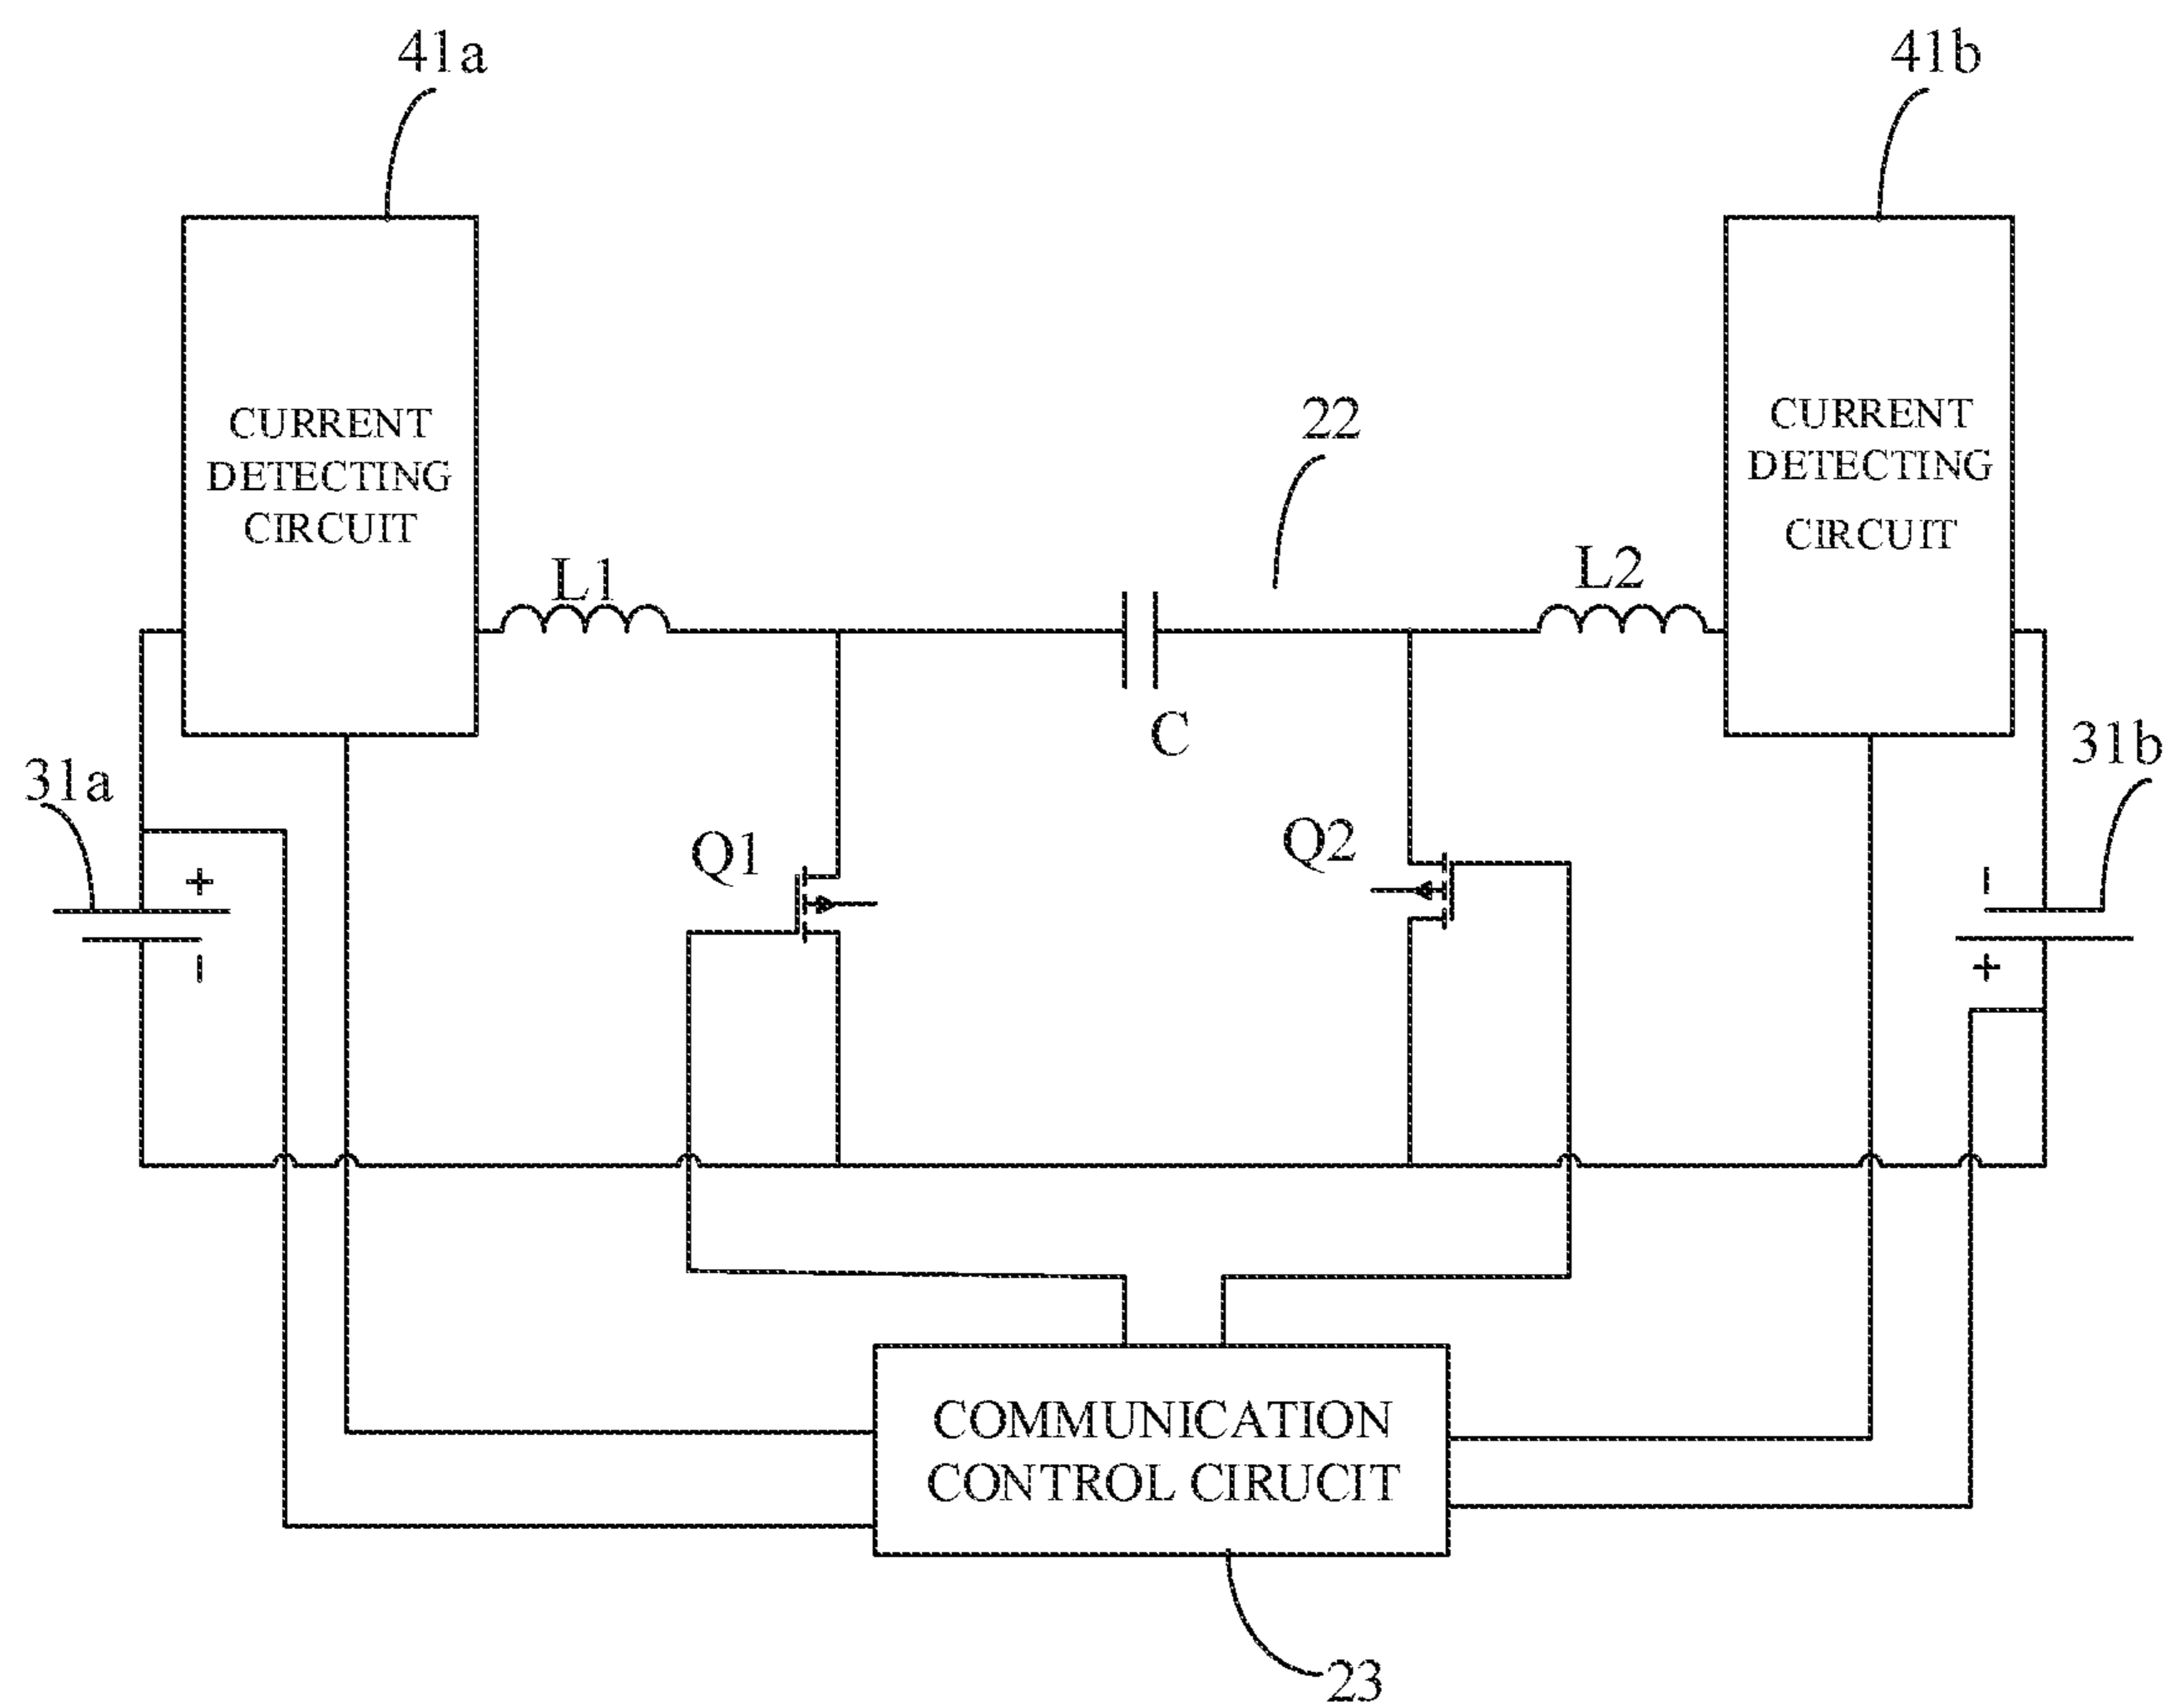 41a
41b
CURRENT
DETECTING
CIRCUIT
CURRENT
DETECTING
CIRCUIT
22
L1
L2
C
31a
31b
Q1
Q2
+
-
-
+
COMMUNICATION
CONTROL CIRUCIT
23